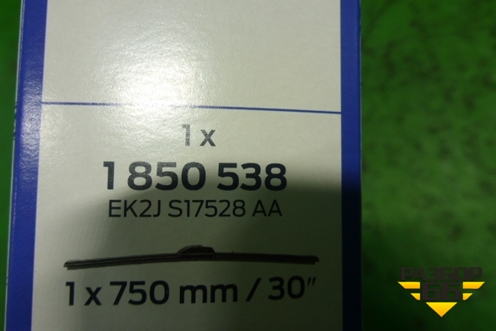 1 x
1 850 538
EK2J S17528 AA
1 x 750 mm / 30"